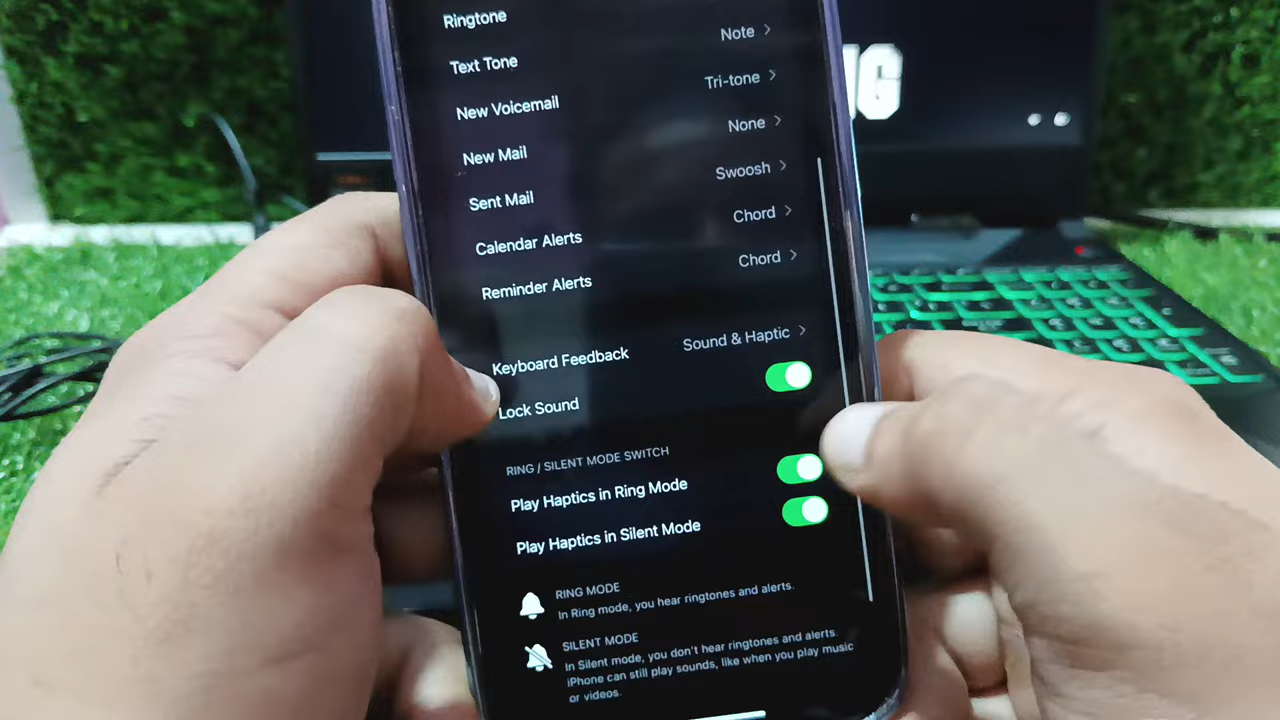 Ringtone
Text Tone Note
New Voicemail Tri-tone
New Mail None
Sent Mail Swoosh
Calendar Alerts Chord
Reminder Alerts Chord
Keyboard Feedback Sound & Haptic
Lock Sound
RING / SILENT MODE SWITCH
Play Haptics in Ring Mode
Play Haptics in Silent Mode
RING MODE
In Ring mode, you hear ringtones and alerts.
SILENT MODE
In Silent mode, you don't hear ringtones and alerts.
iPhone can still play sounds, like when you play music
or videos.